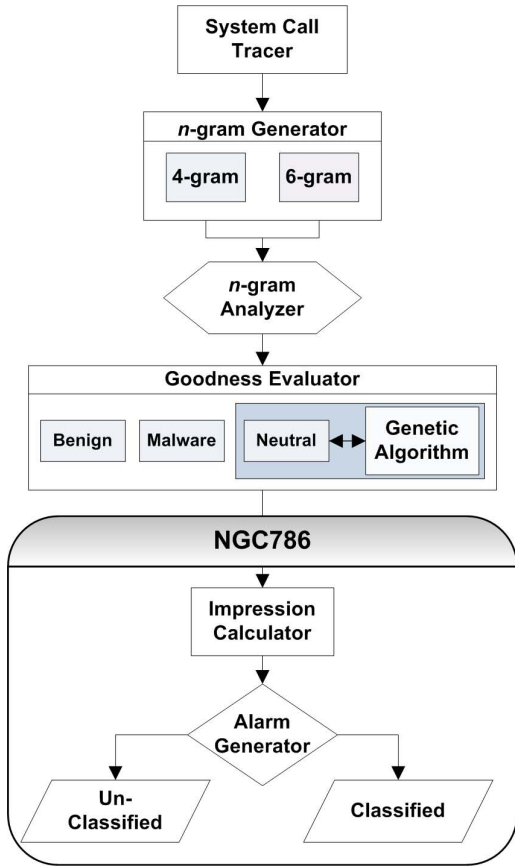 System Call
Tracer
n-gram Generator
4-gram
6-gram
n-gram
Analyzer
Goodness Evaluator
Benign
Malware
Neutral
Genetic
Algorithm
NGC786
Impression
Calculator
Alarm
Generator
Un-
Classified
Classified